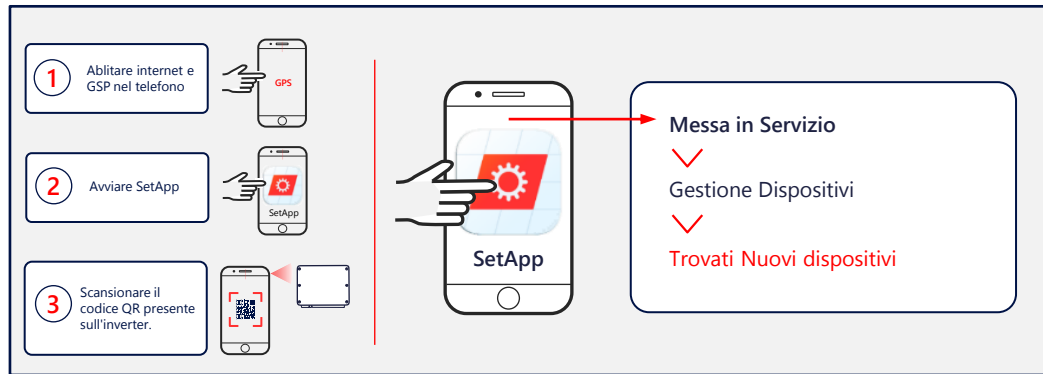 1
Ablitare internet e
GSP nel telefono
GPS
2
Avviare SetApp
SetApp
3
Scansionare il
codice QR presente
sull'inverter.
SetApp
Messa in Servizio
Gestione Dispositivi
Trovati Nuovi dispositivi